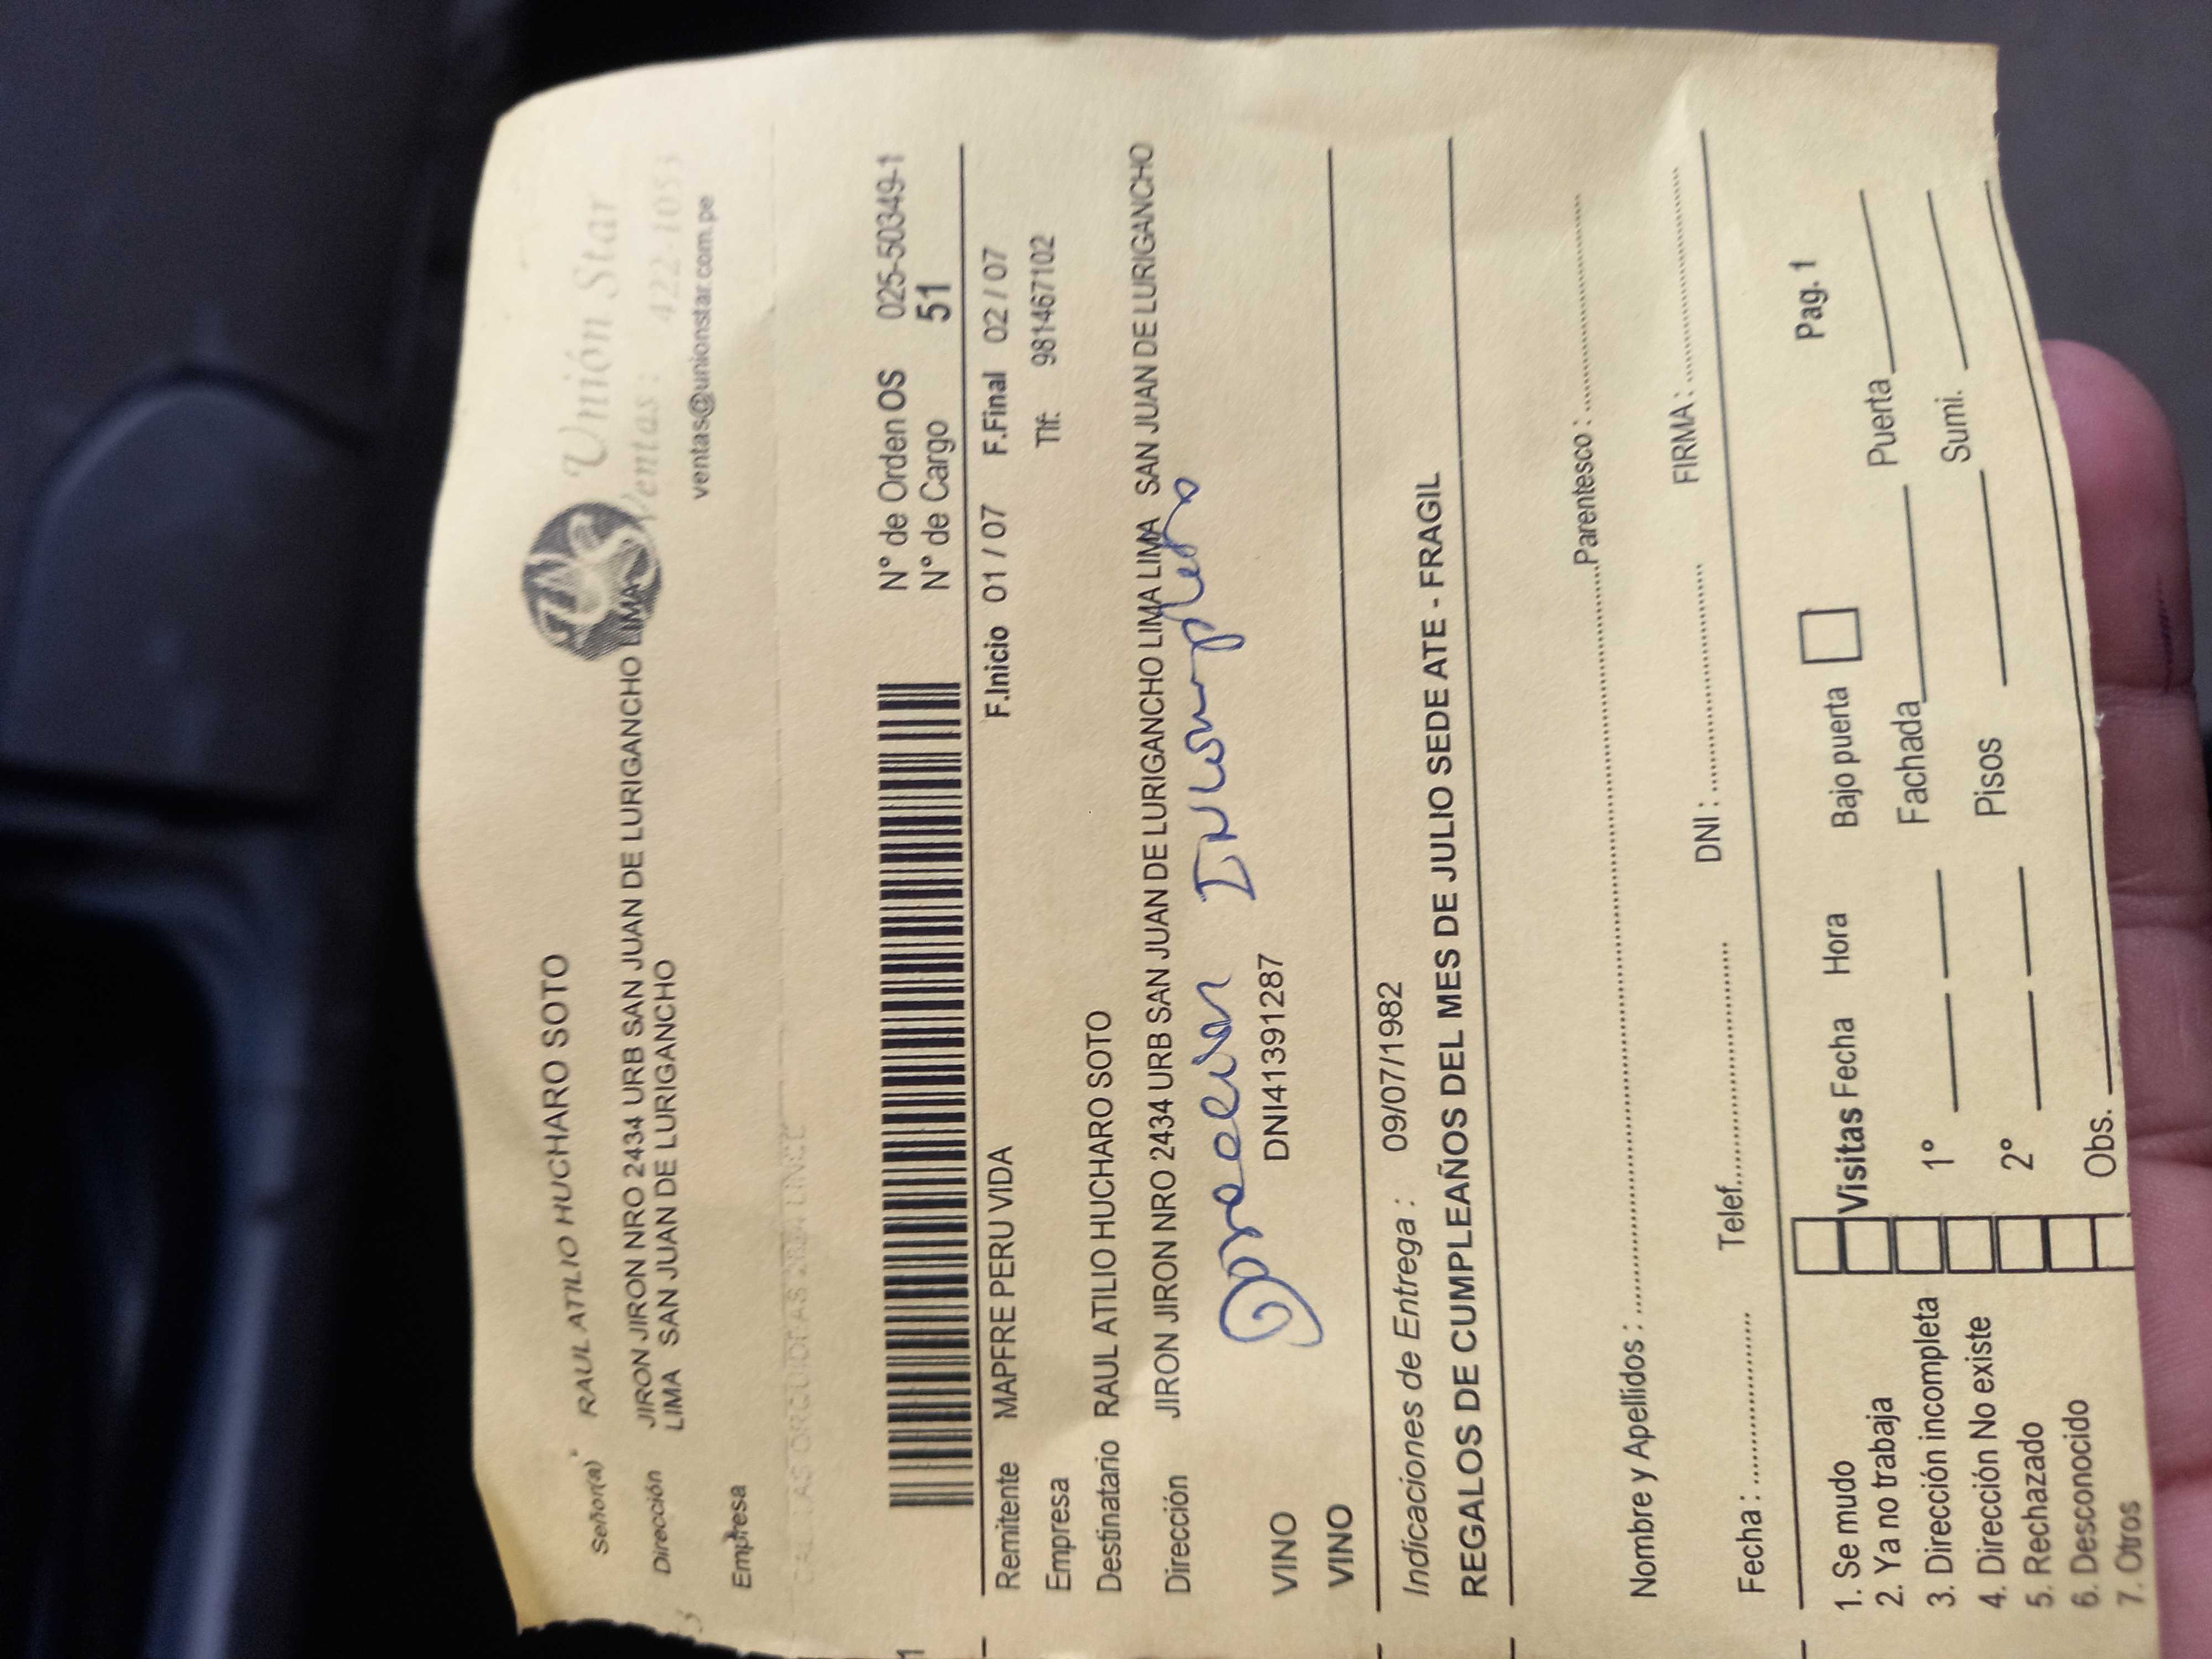 Unión Star
Ventas: 422-1053
ventas@unionstar.com.pe
Señor(a) RAUL ATILIO HUCHARO SOTO
Dirección JIRON JIRON NRO 2434 URB SAN JUAN DE LURIGANCHO LIMA
LIMA SAN JUAN DE LURIGANCHO
Empresa
N° de Orden OS 025-50349-1
N° de Cargo 51
Remitente MAPFRE PERU VIDA F.Inicio 01 / 07 F.Final 02 / 07
Empresa Tlf: 981467102
Destinatario RAUL ATILIO HUCHARO SOTO
Dirección JIRON JIRON NRO 2434 URB SAN JUAN DE LURIGANCHO LIMA LIMA SAN JUAN DE LURIGANCHO
VINO DNI41391287
VINO
Indicaciones de Entrega : 09/07/1982
REGALOS DE CUMPLEAÑOS DEL MES DE JULIO SEDE ATE - FRAGIL
Nombre y Apellidos : Parentesco :
Fecha : Telef. DNI : FIRMA :
Pag. 1
1. Se mudo Visitas Fecha Hora Bajo puerta
2. Ya no trabaja Puerta
3. Dirección incompleta 1° Fachada
4. Dirección No existe Sumi.
5. Rechazado 2° Pisos
6. Desconocido
7. Otros Obs.